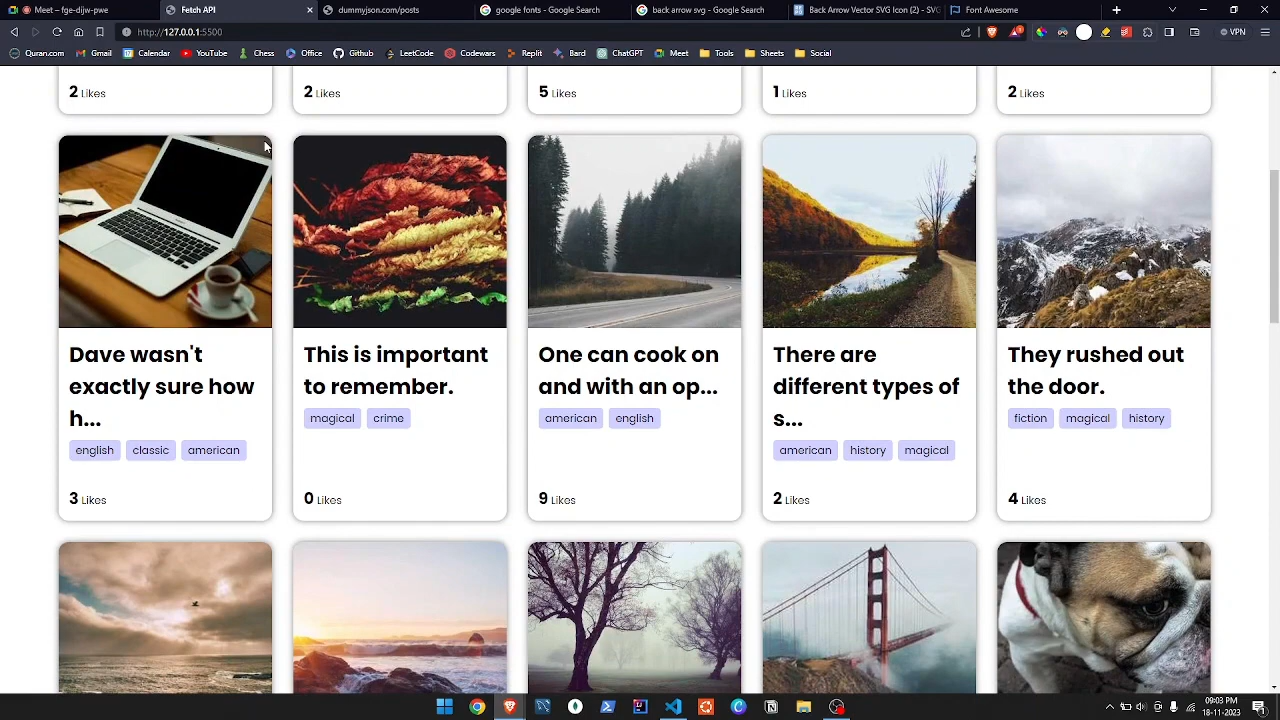 Meet – fge-dijw-pwe
Fetch API
dummyjson.com/posts
google fonts - Google Search
back arrow svg - Google Search
Back Arrow Vector SVG Icon (2) - SVG
Font Awesome
http://127.0.0.1:5500
VPN
Quran.com
Gmail
Calendar
YouTube
Chess
Office
Github
LeetCode
Codewars
Replit
Bard
ChatGPT
Meet
Tools
Sheets
Social
2 Likes
2 Likes
5 Likes
1 Likes
2 Likes
Dave wasn't
exactly sure how
h...
english classic american
3 Likes
This is important
to remember.
magical crime
0 Likes
One can cook on
and with an op...
american english
9 Likes
There are
different types of
s...
american history magical
2 Likes
They rushed out
the door.
fiction magical history
4 Likes
09:03 PM
18-11-2023